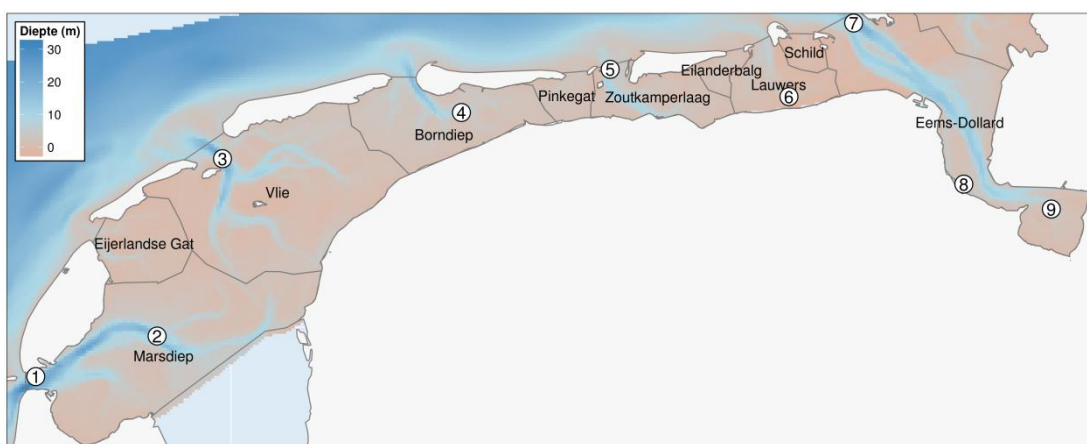 Diepte (m)
30
20
10
0
7
Schild
5
Eilanderbalg
Pinkegat
Zoutkamperlaag
Lauwers
6
4
Borndiep
Eems-Dollard
3
Vlie
8
9
Eijerlandse Gat
2
Marsdiep
1